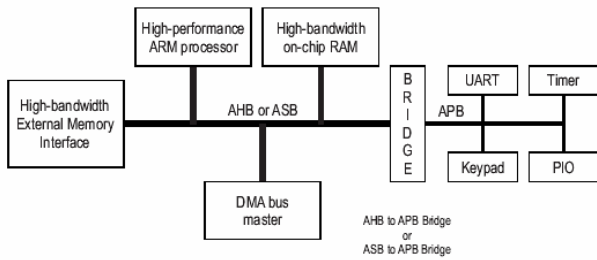 High-performance
ARM processor
High-bandwidth
on-chip RAM
High-bandwidth
External Memory
Interface
AHB or ASB
B
R
I
D
G
E
APB
UART
Timer
Keypad
PIO
DMA bus
master
AHB to APB Bridge
or
ASB to APB Bridge